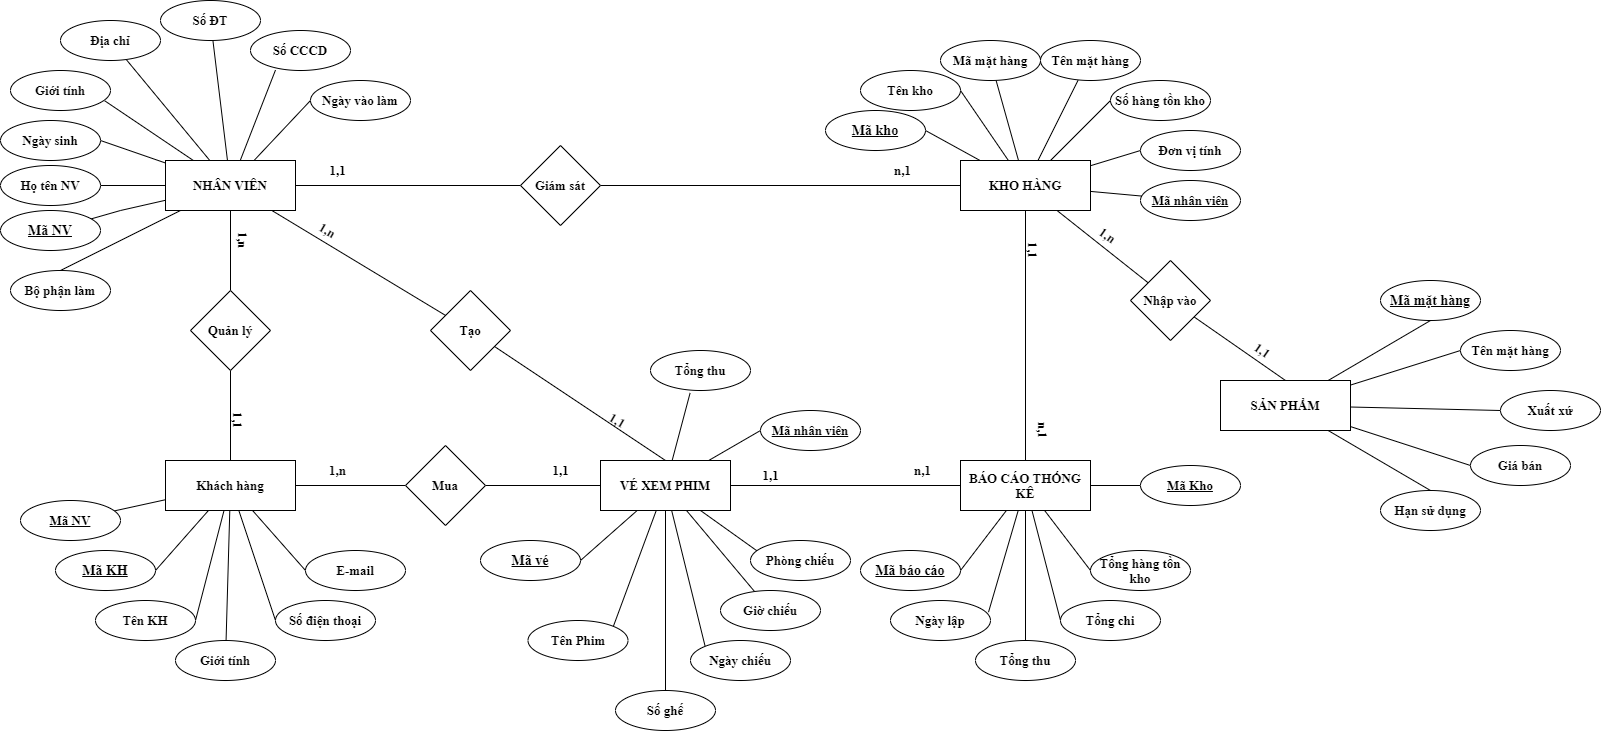 Số ĐT
Địa chỉ
Số CCCD
Giới tính
Ngày vào làm
Ngày sinh
Họ tên NV
Mã NV
Bộ phận làm
NHÂN VIÊN
1,1
Giám sát
n,1
Mã mặt hàng
Tên mặt hàng
Tên kho
Số hàng tồn kho
Mã kho
Đơn vị tính
KHO HÀNG
Mã nhân viên
1,n
1,n
1,1
1,n
Quản lý
Tạo
Nhập vào
Mã mặt hàng
Tên mặt hàng
1,1
SẢN PHẨM
Xuất xứ
Giá bán
Hạn sử dụng
Tổng thu
Mã nhân viên
1,1
1,1
n,1
Khách hàng
1,n
Mua
1,1
VÉ XEM PHIM
1,1
n,1
BÁO CÁO THỐNG
KÊ
Mã Kho
Mã NV
Mã KH
Tên KH
Giới tính
Số điện thoại
E-mail
Mã vé
Tên Phim
Số ghế
Ngày chiếu
Giờ chiếu
Phòng chiếu
Mã báo cáo
Ngày lập
Tổng thu
Tổng chi
Tổng hàng tồn
kho